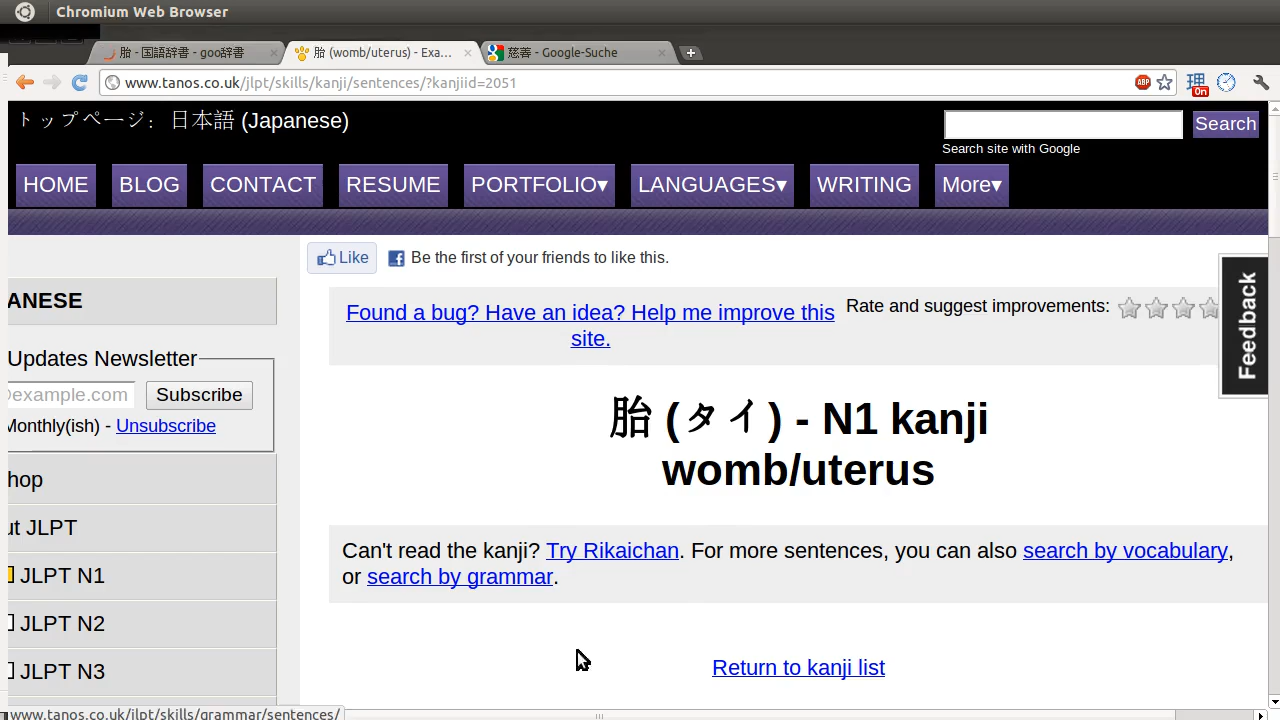 Chromium Web Browser
胎 - 国語辞書 - goo辞書
胎 (womb/uterus) - Exa...
慈善 - Google-Suche
www.tanos.co.uk/jlpt/skills/kanji/sentences/?kanjiid=2051
ABP
理 On
トップページ: 日本語 (Japanese)
Search
Search site with Google
HOME BLOG CONTACT RESUME PORTFOLIO▾ LANGUAGES▾ WRITING More▾
Like
Be the first of your friends to like this.
ANESE
Updates Newsletter
@example.com Subscribe
Monthly(ish) - Unsubscribe
hop
ut JLPT
JLPT N1
JLPT N2
JLPT N3
Found a bug? Have an idea? Help me improve this
site.
Rate and suggest improvements:
Feedback
胎 (タイ) - N1 kanji
womb/uterus
Can't read the kanji? Try Rikaichan. For more sentences, you can also search by vocabulary,
or search by grammar.
Return to kanji list
www.tanos.co.uk/jlpt/skills/grammar/sentences/